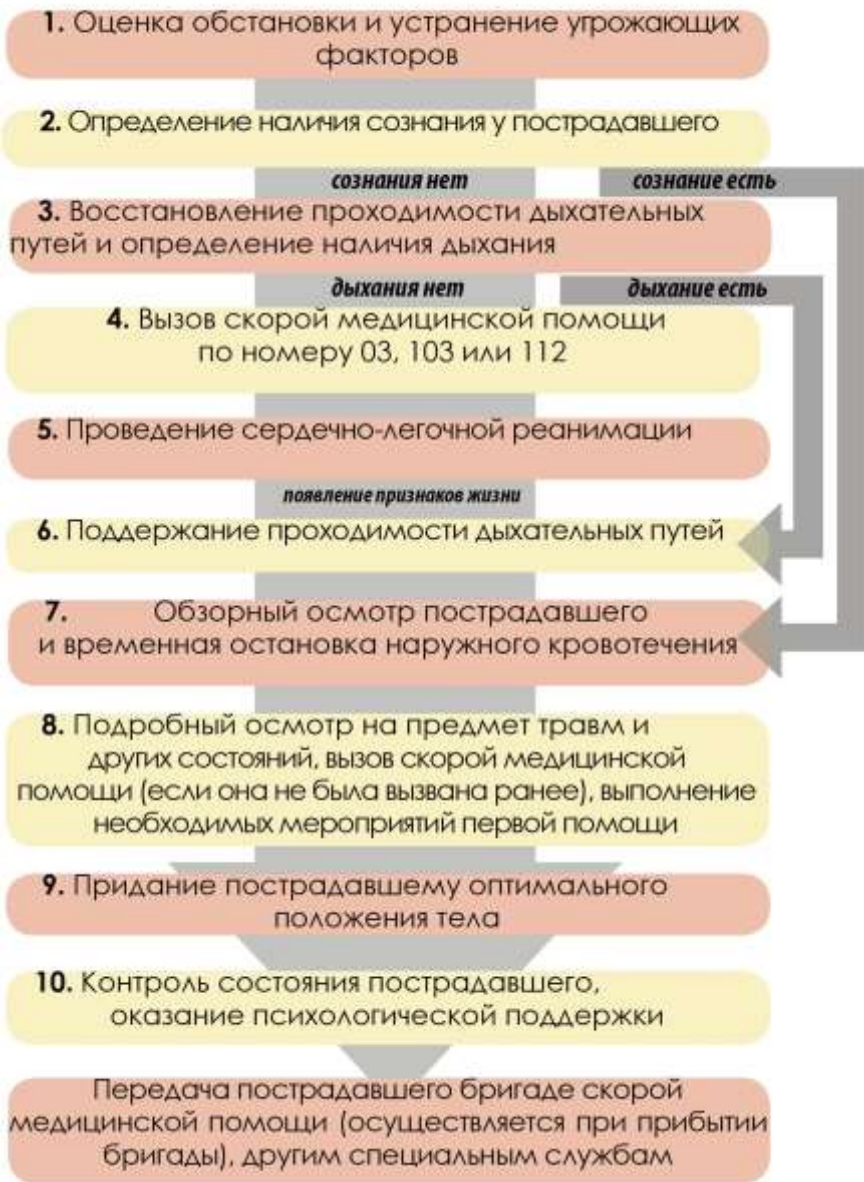 1. Оценка обстановки и устранение угрожающих
факторов
2. Определение наличия сознания у пострадавшего
сознания нет
сознание есть
3. Восстановление проходимости дыхательных
путей и определение наличия дыхания
дыхания нет
дыхание есть
4. Вызов скорой медицинской помощи
по номеру 03, 103 или 112
5. Проведение сердечно-легочной реанимации
появление признаков жизни
6. Поддержание проходимости дыхательных путей
7. Обзорный осмотр пострадавшего
и временная остановка наружного кровотечения
8. Подробный осмотр на предмет травм и
других состояний, вызов скорой медицинской
помощи (если она не была вызвана ранее), выполнение
необходимых мероприятий первой помощи
9. Придание пострадавшему оптимального
положения тела
10. Контроль состояния пострадавшего,
оказание психологической поддержки
Передача пострадавшего бригаде скорой
медицинской помощи (осуществляется при прибытии
бригады), другим специальным службам